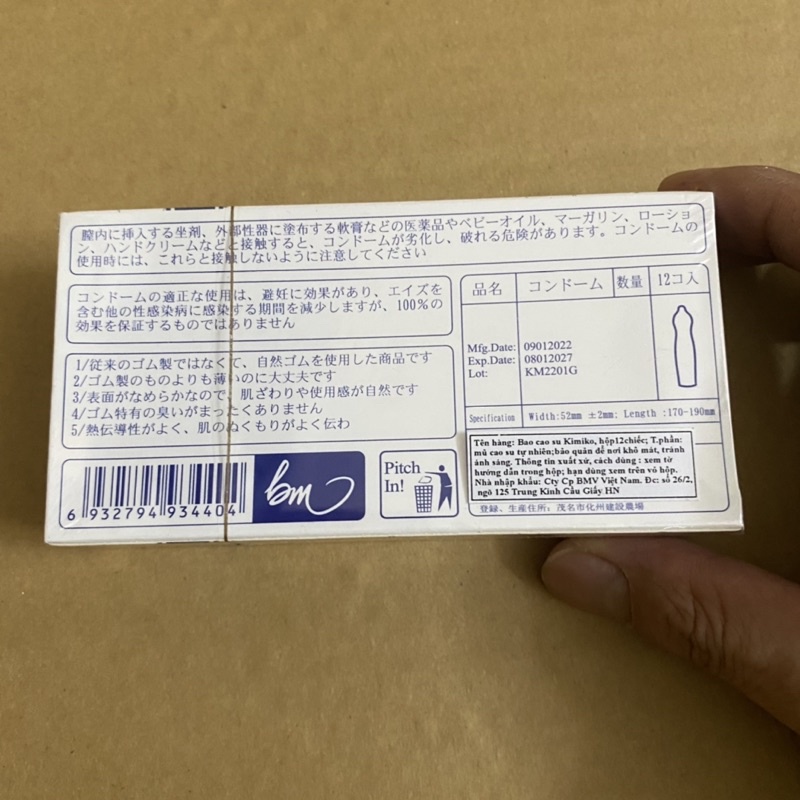 膣内に挿入する坐剤、外部性器に塗布する軟膏などの医薬品やベビーオイル、マーガリン、ローショ
ン、ハンドクリームなどと接触すると、コンドームが劣化し、破れる危険があります。コンドームの
使用時には、これらと接触しないように注意してください
コンドームの適正な使用は、避妊に効果があり、エイズを
含む他の性感染病に感染する期間を減少しますが、100%の
効果を保証するものではありません
1/従来のゴム製ではなくて、自然ゴムを使用した商品です
2/ゴム製のものよりも薄いのに大丈夫です
3/表面がなめらかなので、肌ざわりや使用感が自然です
4/ゴム特有の臭いがまったくありません
5/熱伝導性がよく、肌のぬくもりがよく伝わ
6 932794 934404
Pitch
In!
品名 コンドーム 数量 12コ入
Mfg.Date: 09012022
Exp.Date: 08012027
Lot: KM2201G
Specification Width:52mm ±2mm; Length :170-190mm
Tên hàng: Bao cao su Kimiko, hộp12chiếc; T.phần:
mủ cao su tự nhiên;bảo quản để nơi khô mát, tránh
ánh sáng. Thông tin xuất xứ, cách dùng : xem tờ
hướng dẫn trong hộp; hạn dùng xem trên vỏ hộp.
Nhà nhập khẩu: Cty Cp BMV Việt Nam. Đc: số 26/2,
ngõ 125 Trung Kính Cầu Giấy HN
登録、生産住所: 茂名市化州建設農場